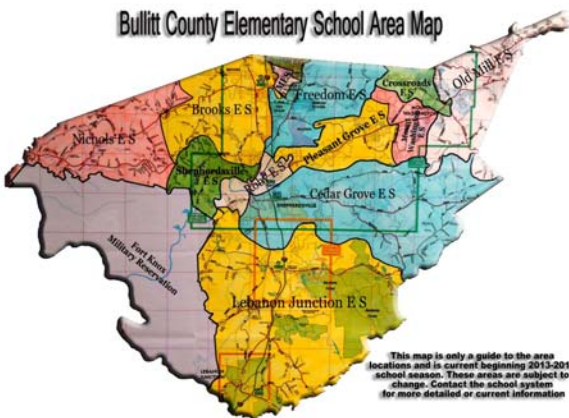 Bullitt County Elementary School Area Map
Old Mill E S
Crossroads
E S
Freedom E S
Brooks E S
Nichols E S
Pleasant Grove E S
Shepherdsville
E S
Roby E S
Cedar Grove E S
Fort Knox
Military Reservation
Lebanon Junction E S
This map is only a guide to the area
locations and is current beginning 2013-201
school season. These areas are subject to
change. Contact the school system
for more detailed or current information